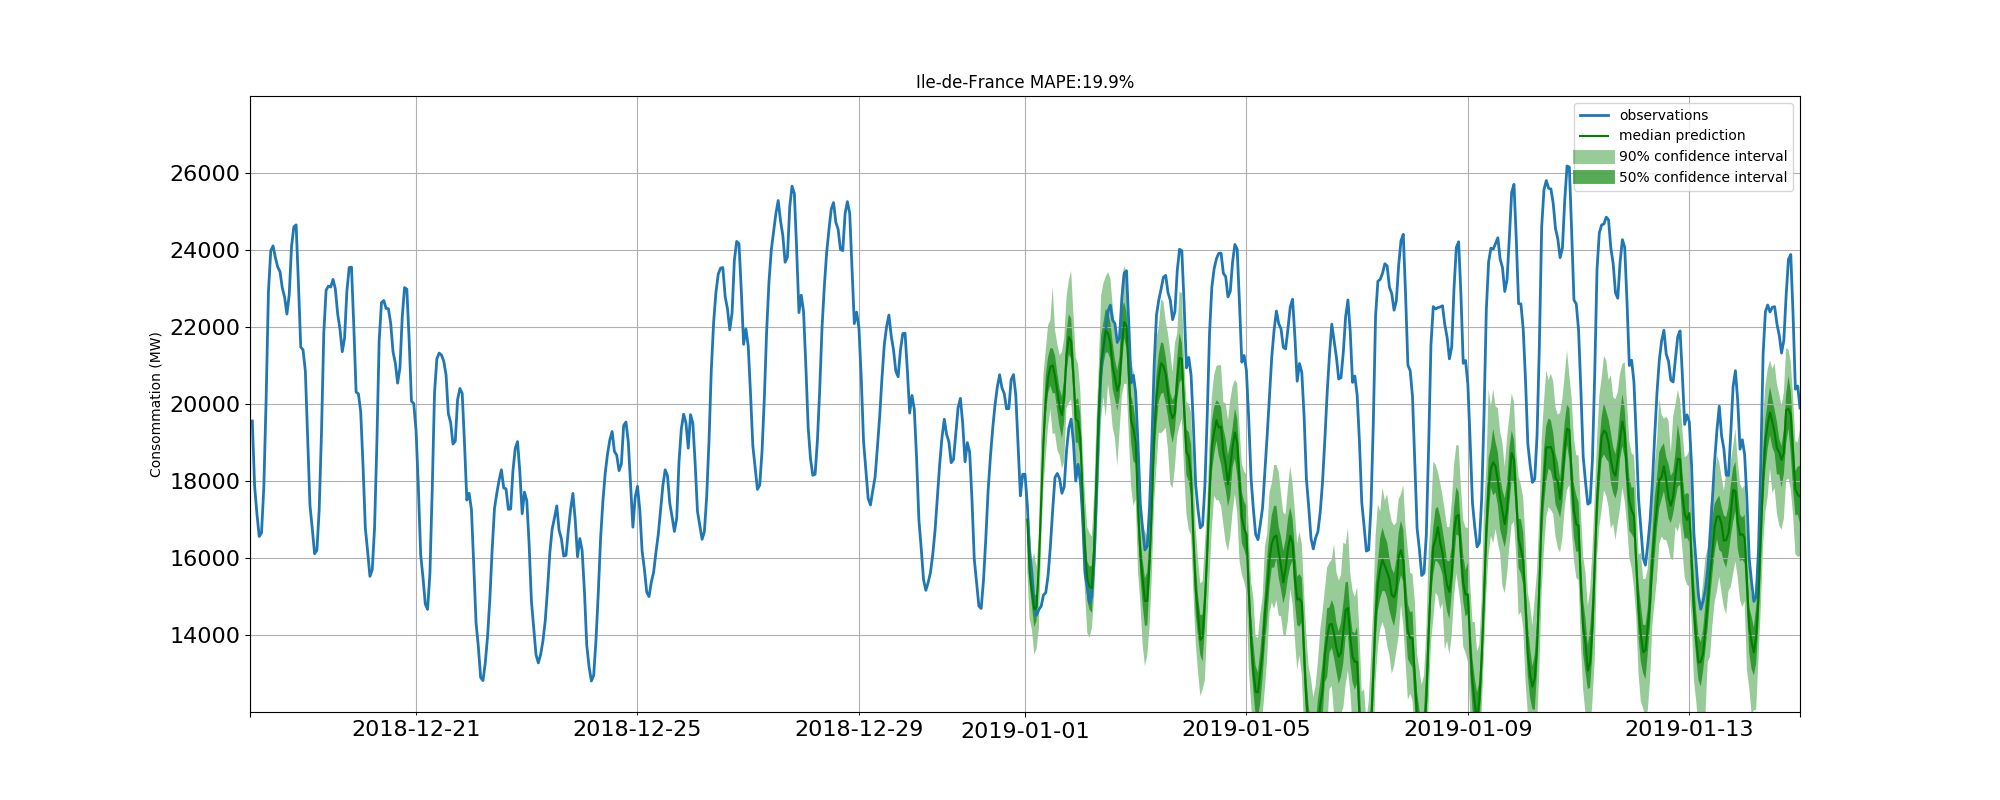 Ile-de-France MAPE:19.9%
observations
median prediction
90% confidence interval
50% confidence interval
Consommation (MW)
26000
24000
22000
20000
18000
16000
14000
2018-12-21 2018-12-25 2018-12-29 2019-01-01 2019-01-05 2019-01-09 2019-01-13